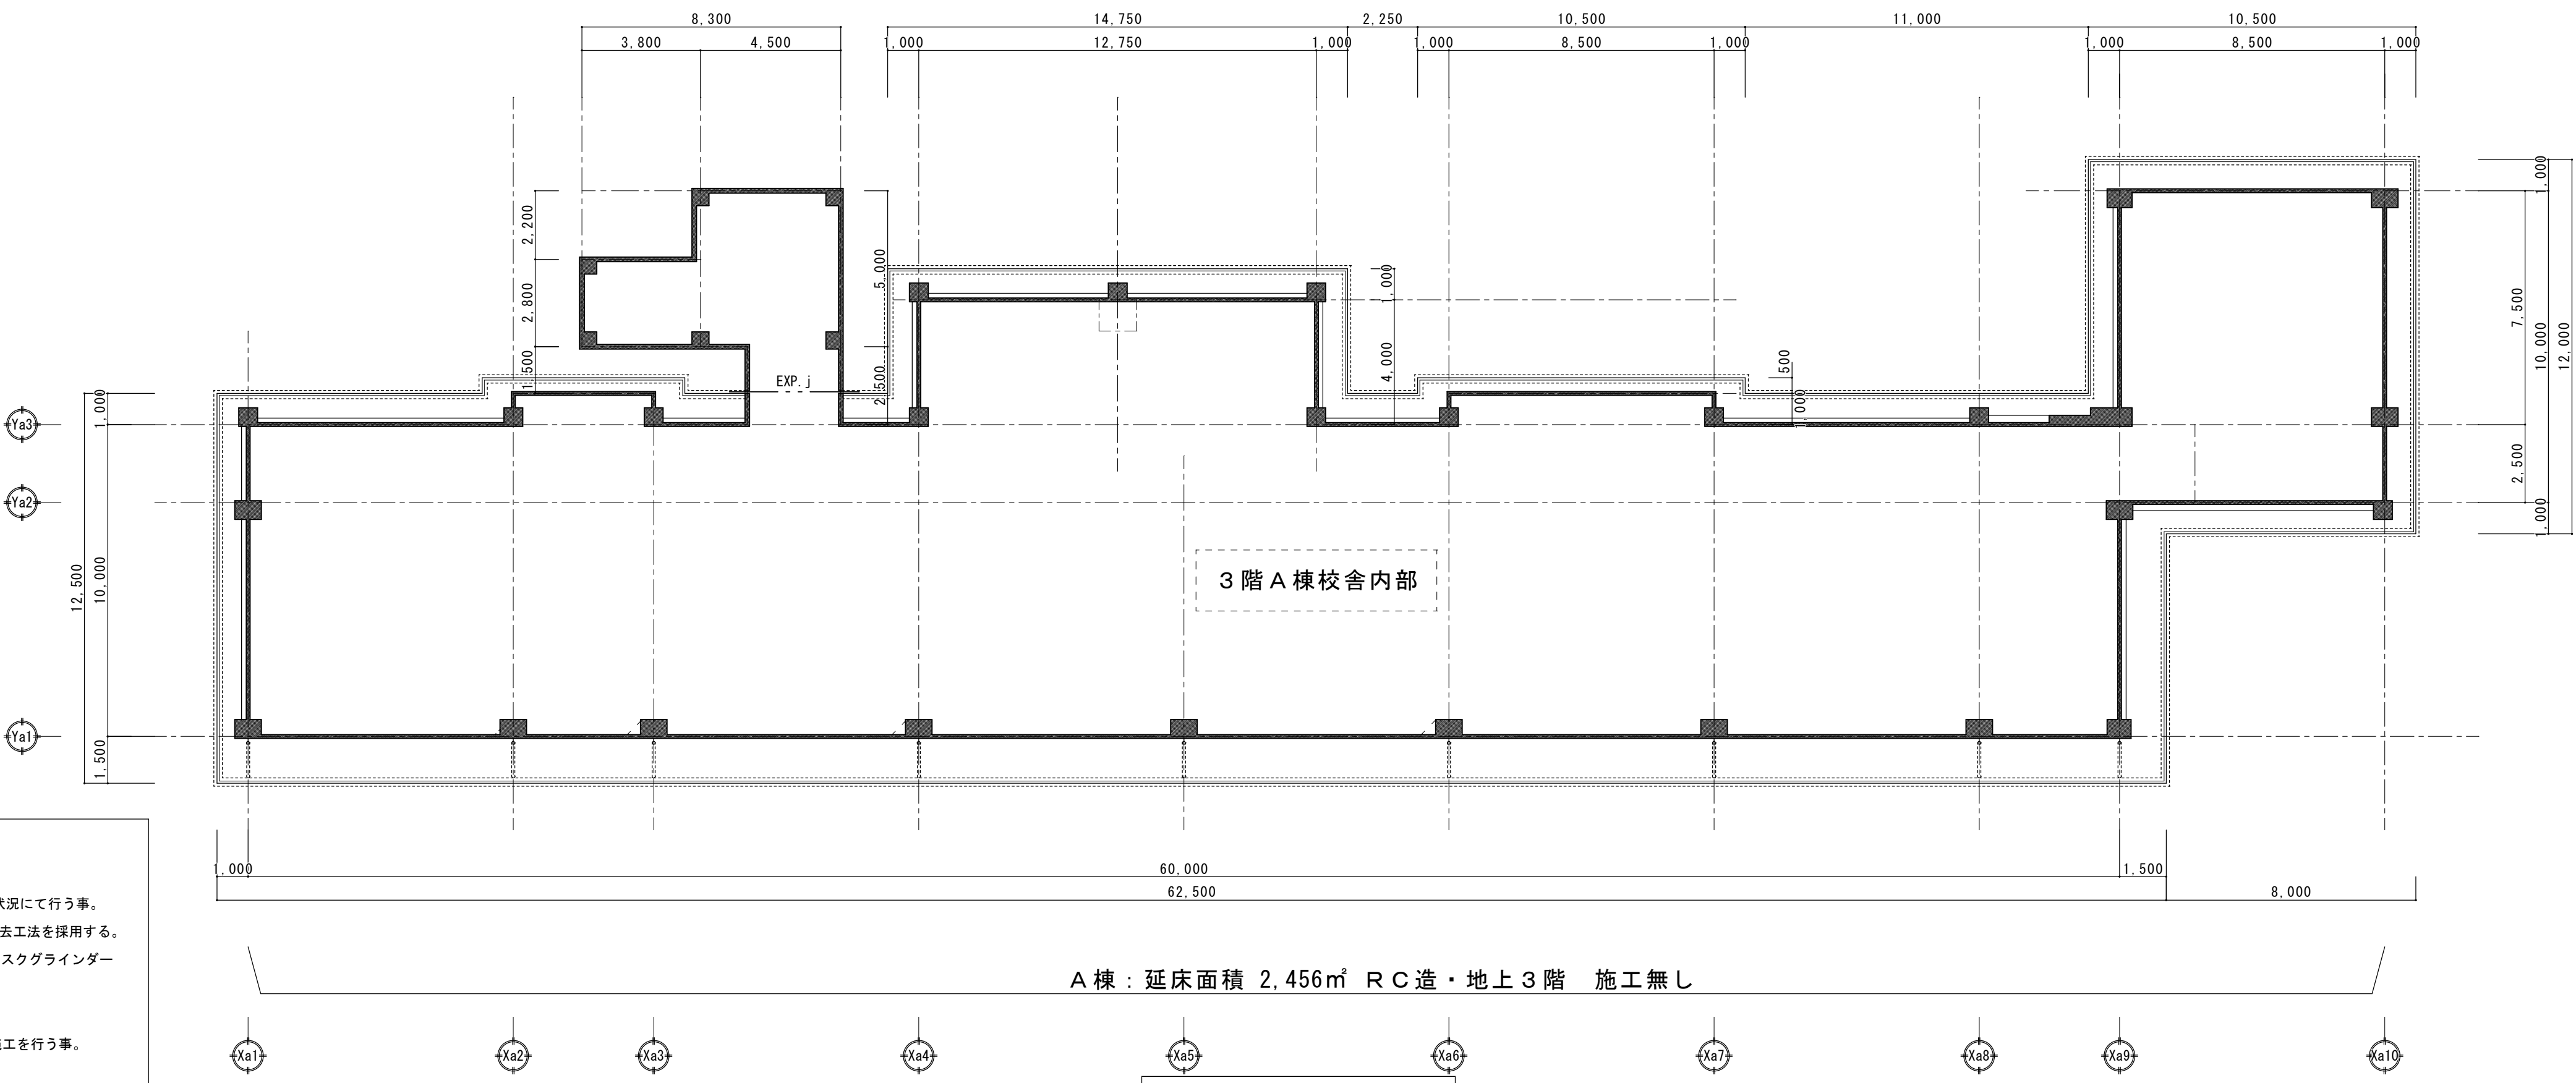 8,300
14,750
2,250
10,500
11,000
10,500
3,800
4,500
1,000
12,750
1,000
1,000
8,500
1,000
1,000
8,500
1,000
2,200
2,800
1,500
5,000
2,500
EXP.j
1,000
4,000
500
1,000
1,000
7,500
2,500
10,000
12,000
1,000
Ya3
Ya2
Ya1
1,000
10,000
12,500
1,500
3階A棟校舎内部
1,000
60,000
1,500
62,500
8,000
状況にて行う事。
去工法を採用する。
スクグラインダー
施工を行う事。
A棟：延床面積 2,456㎡ RC造・地上3階　施工無し
Xa1
Xa2
Xa3
Xa4
Xa5
Xa6
Xa7
Xa8
Xa9
Xa10